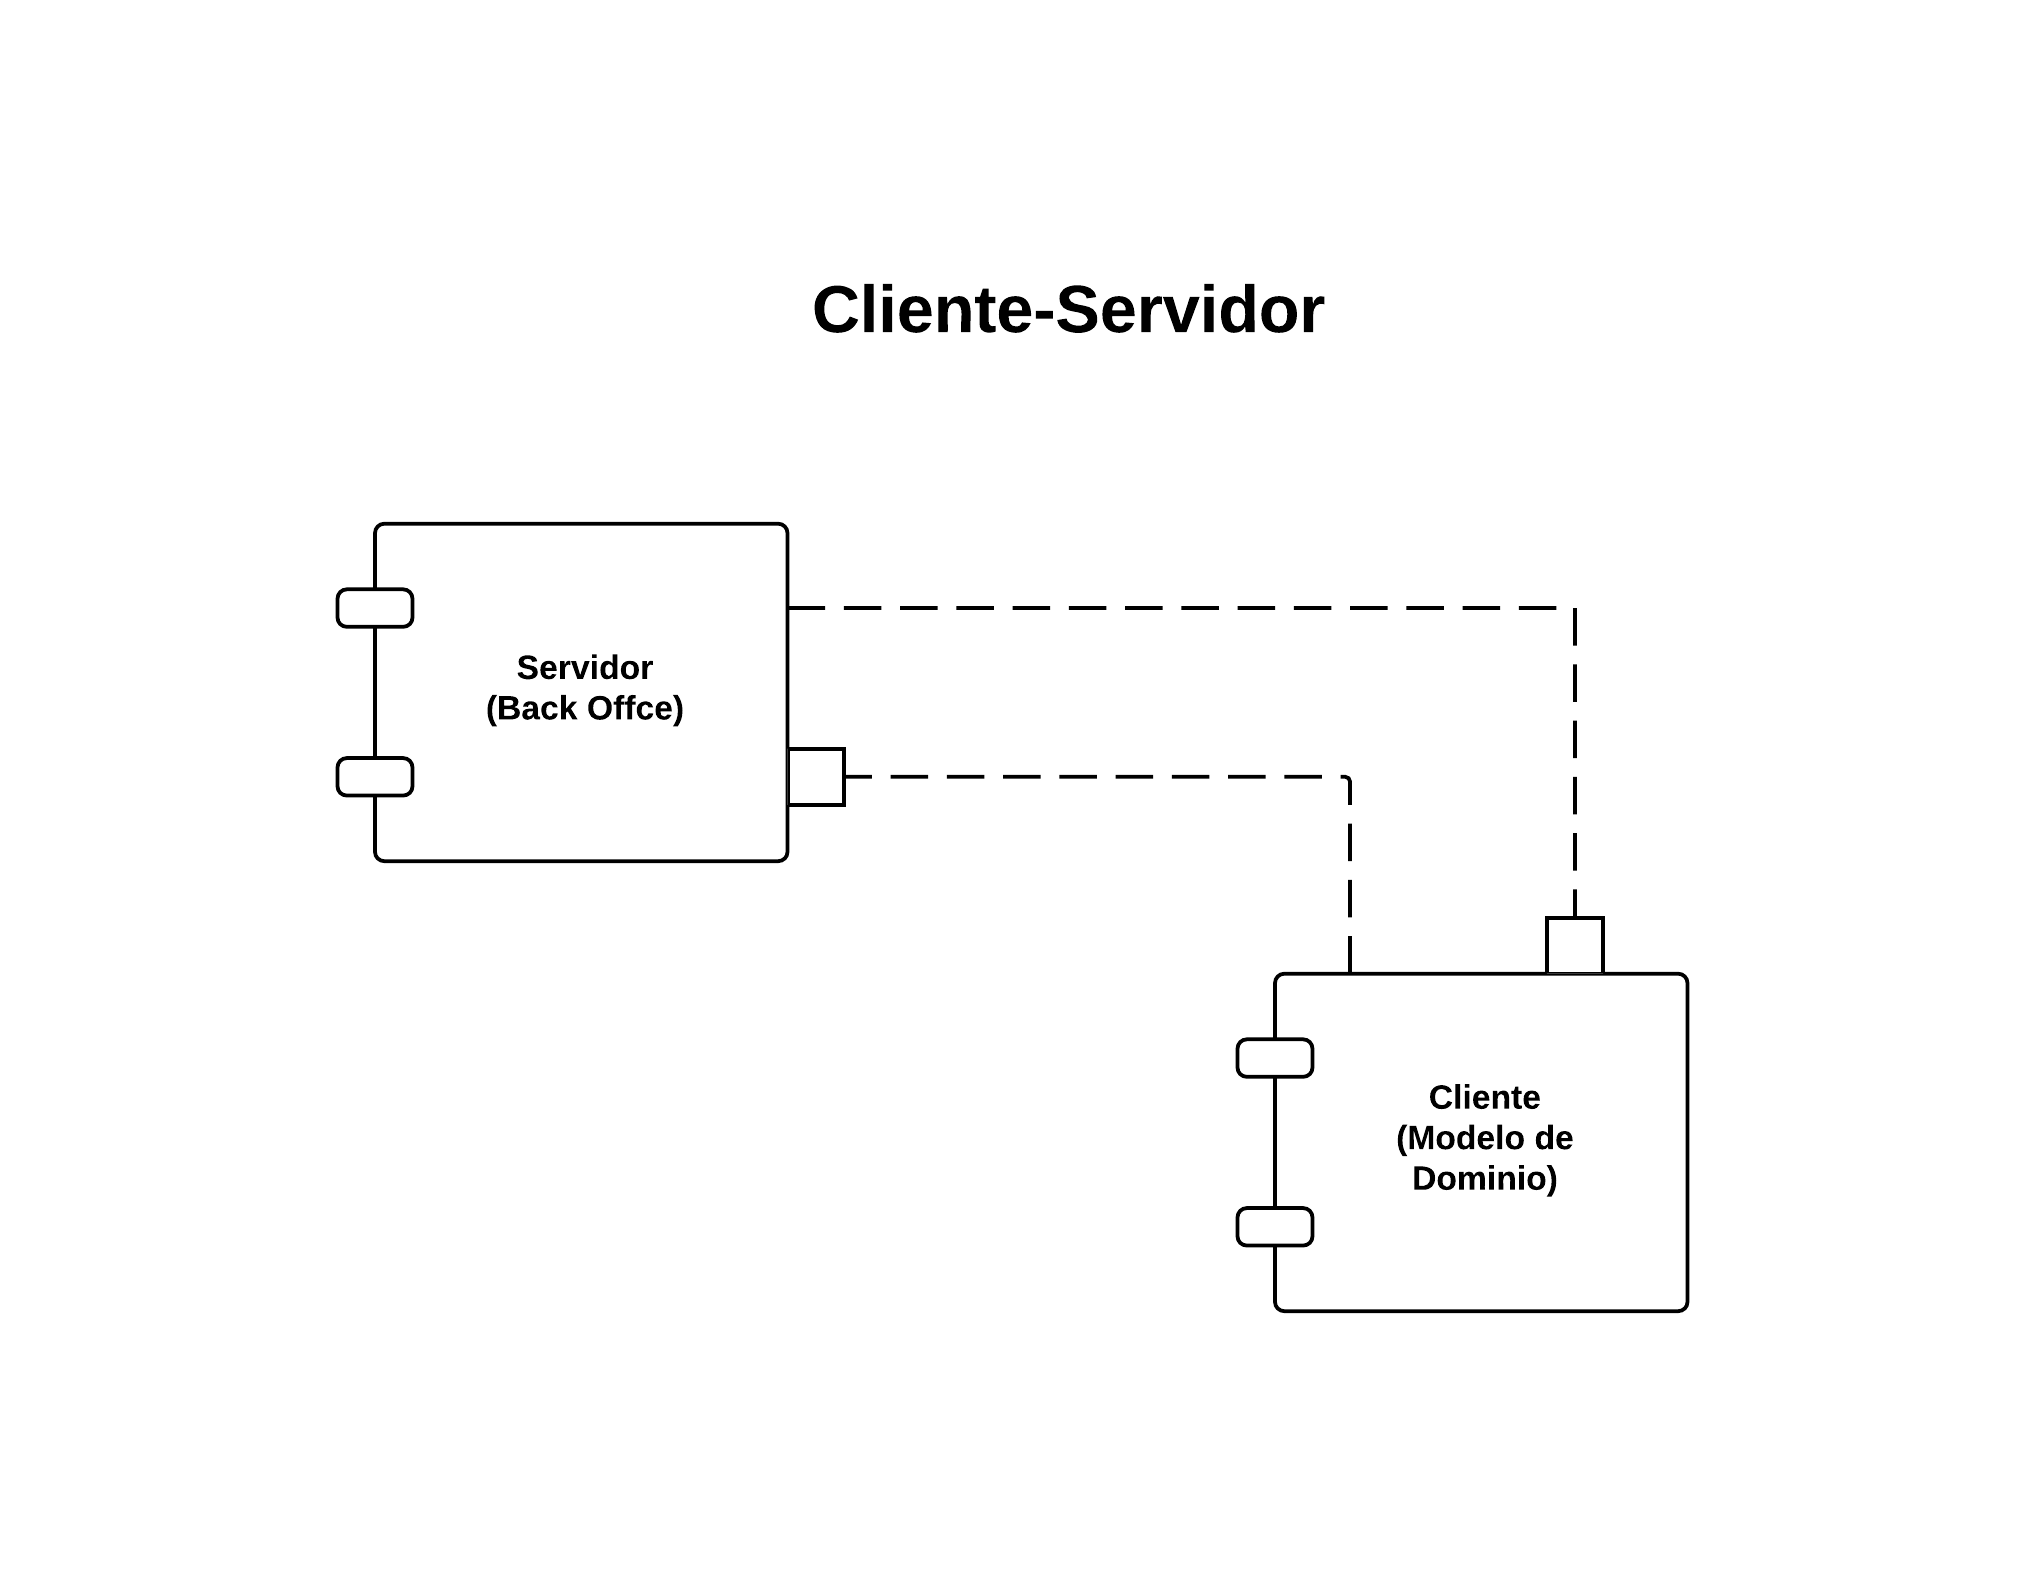 Cliente-Servidor
Servidor
(Back Offce)
Cliente
(Modelo de
Dominio)